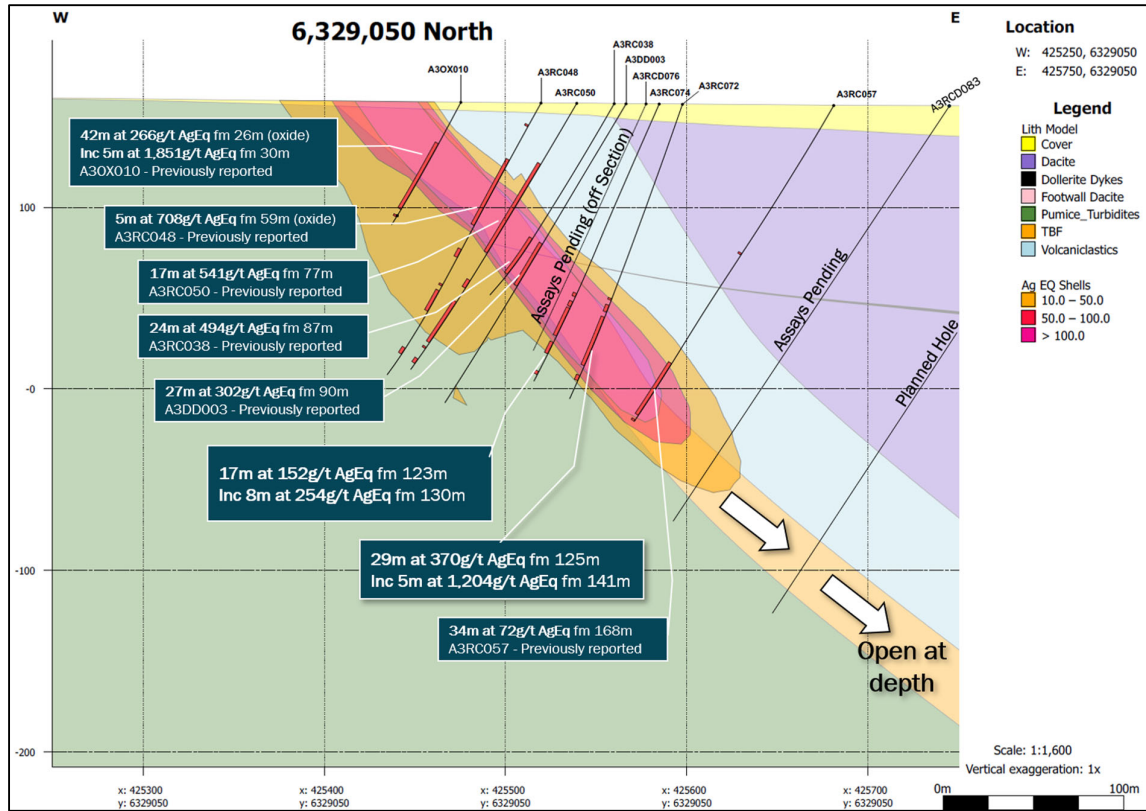 W
6,329,050 North
E
A3OX010
A3RC048
A3RC050
A3RC038
A3DD003
A3RCD076
A3RC074
A3RC072
A3RC057
A3RCD083
42m at 266g/t AgEq fm 26m (oxide)
Inc 5m at 1,851g/t AgEq fm 30m
A3OX010 - Previously reported
5m at 708g/t AgEq fm 59m (oxide)
A3RC048 - Previously reported
17m at 541g/t AgEq fm 77m
A3RC050 - Previously reported
24m at 494g/t AgEq fm 87m
A3RC038 - Previously reported
27m at 302g/t AgEq fm 90m
A3DD003 - Previously reported
17m at 152g/t AgEq fm 123m
Inc 8m at 254g/t AgEq fm 130m
29m at 370g/t AgEq fm 125m
Inc 5m at 1,204g/t AgEq fm 141m
34m at 72g/t AgEq fm 168m
A3RC057 - Previously reported
Assays Pending (off Section)
Assays Pending
Planned Hole
Open at
depth
100
-0
-100
-200
x: 425300
y: 6329050
x: 425400
y: 6329050
x: 425500
y: 6329050
x: 425600
y: 6329050
x: 425700
y: 6329050
Location
W: 425250, 6329050
E: 425750, 6329050
Legend
Lith Model
Cover
Dacite
Dollerite Dykes
Footwall Dacite
Pumice_Turbidites
TBF
Volcaniclastics
Ag EQ Shells
10.0 – 50.0
50.0 – 100.0
> 100.0
Scale: 1:1,600
Vertical exaggeration: 1x
0m
100m